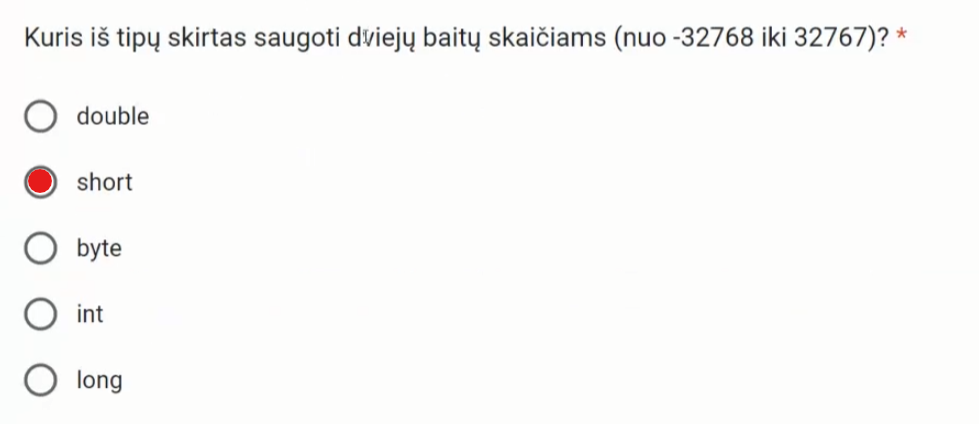 Kuris iš tipų skirtas saugoti dviejų baitų skaičiams (nuo -32768 iki 32767)? *
double
short
byte
int
long